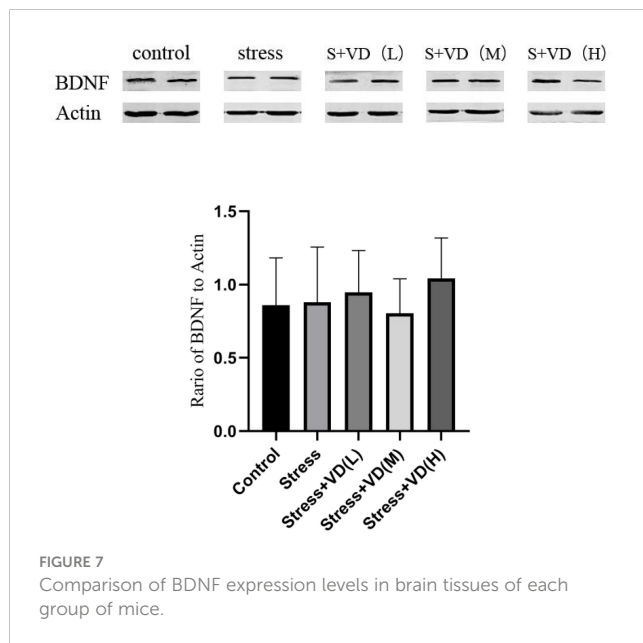 control stress S+VD (L) S+VD (M) S+VD (H)
BDNF
Actin
Rario of BDNF to Actin
1.5
1.0
0.5
0.0
Control
Stress
Stress+VD(L)
Stress+VD(M)
Stress+VD(H)
FIGURE 7
Comparison of BDNF expression levels in brain tissues of each
group of mice.